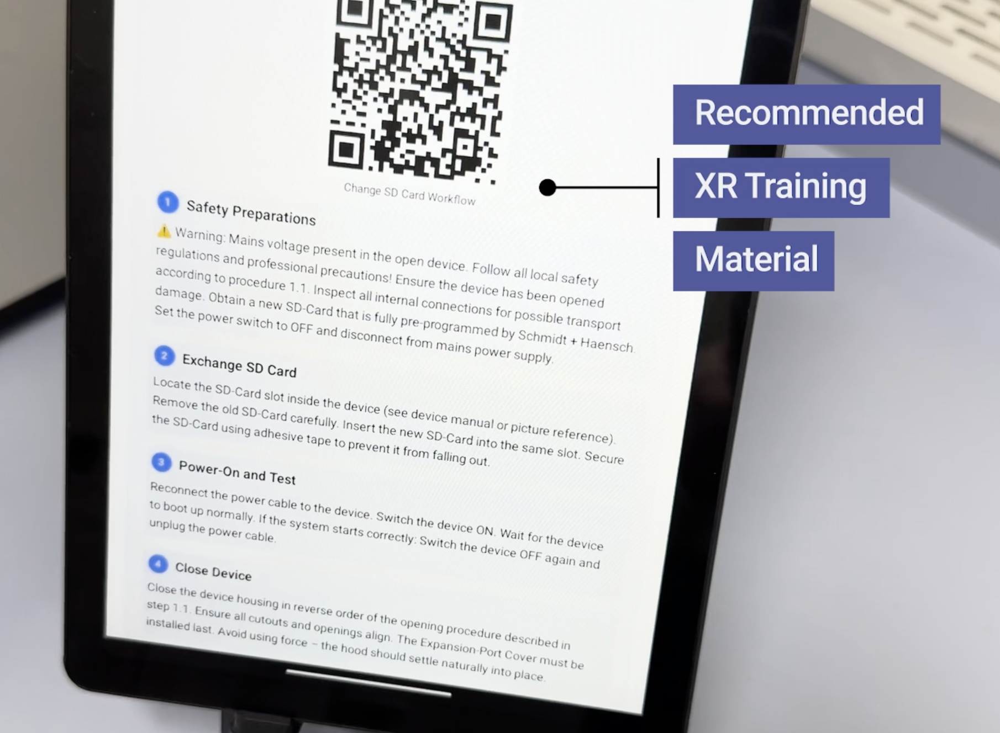 Recommended
XR Training
Material
Change SD Card Workflow
1 Safety Preparations
⚠️ Warning: Mains voltage present in the open device. Follow all local safety
regulations and professional precautions! Ensure the device has been opened
according to procedure 1.1. Inspect all internal connections for possible transport
damage. Obtain a new SD-Card that is fully pre-programmed by Schmidt + Haensch.
Set the power switch to OFF and disconnect from mains power supply.
2 Exchange SD Card
Locate the SD-Card slot inside the device (see device manual or picture reference).
Remove the old SD-Card carefully. Insert the new SD-Card into the same slot. Secure
the SD-Card using adhesive tape to prevent it from falling out.
3 Power-On and Test
Reconnect the power cable to the device. Switch the device ON. Wait for the device
to boot up normally. If the system starts correctly: Switch the device OFF again and
unplug the power cable.
4 Close Device
Close the device housing in reverse order of the opening procedure described in
step 1.1. Ensure all cutouts and openings align. The Expansion-Port Cover must be
installed last. Avoid using force – the hood should settle naturally into place.